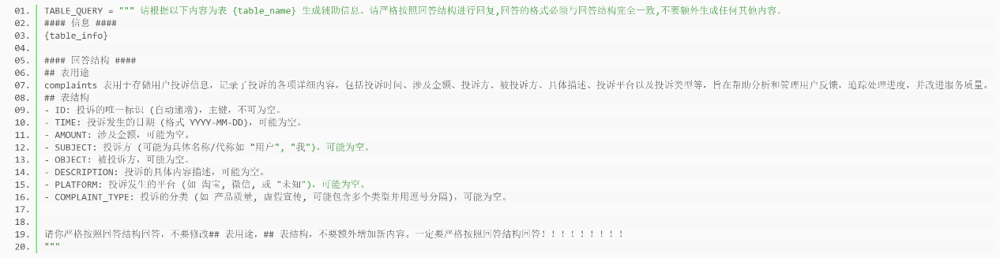 01. TABLE_QUERY = """ 请根据以下内容为表 {table_name} 生成辅助信息。请严格按照回答结构进行回复,回答的格式必须与回答结构完全一致,不要额外生成任何其他内容。
02. #### 信息 ####
03. {table_info}
04.
05. #### 回答结构 ####
06. ## 表用途
07. complaints 表用于存储用户投诉信息，记录了投诉的各项详细内容，包括投诉时间、涉及金额、投诉方、被投诉方、具体描述、投诉平台以及投诉类型等，旨在帮助分析和管理用户反馈，追踪处理进度，并改进服务质量。
08. ## 表结构
09. - ID: 投诉的唯一标识 (自动递增)，主键，不可为空。
10. - TIME: 投诉发生的日期 (格式 YYYY-MM-DD)，可能为空。
11. - AMOUNT: 涉及金额，可能为空。
12. - SUBJECT: 投诉方 (可能为具体名称/代称如 "用户", "我")，可能为空。
13. - OBJECT: 被投诉方，可能为空。
14. - DESCRIPTION: 投诉的具体内容描述，可能为空。
15. - PLATFORM: 投诉发生的平台 (如 淘宝, 微信, 或 "未知")，可能为空。
16. - COMPLAINT_TYPE: 投诉的分类 (如 产品质量, 虚假宣传, 可能包含多个类型并用逗号分隔)，可能为空。
17.
18.
19. 请你严格按照回答结构回答，不要修改## 表用途，## 表结构，不要额外增加新内容。一定要严格按照回答结构回答！！！！！！！！！
20. """